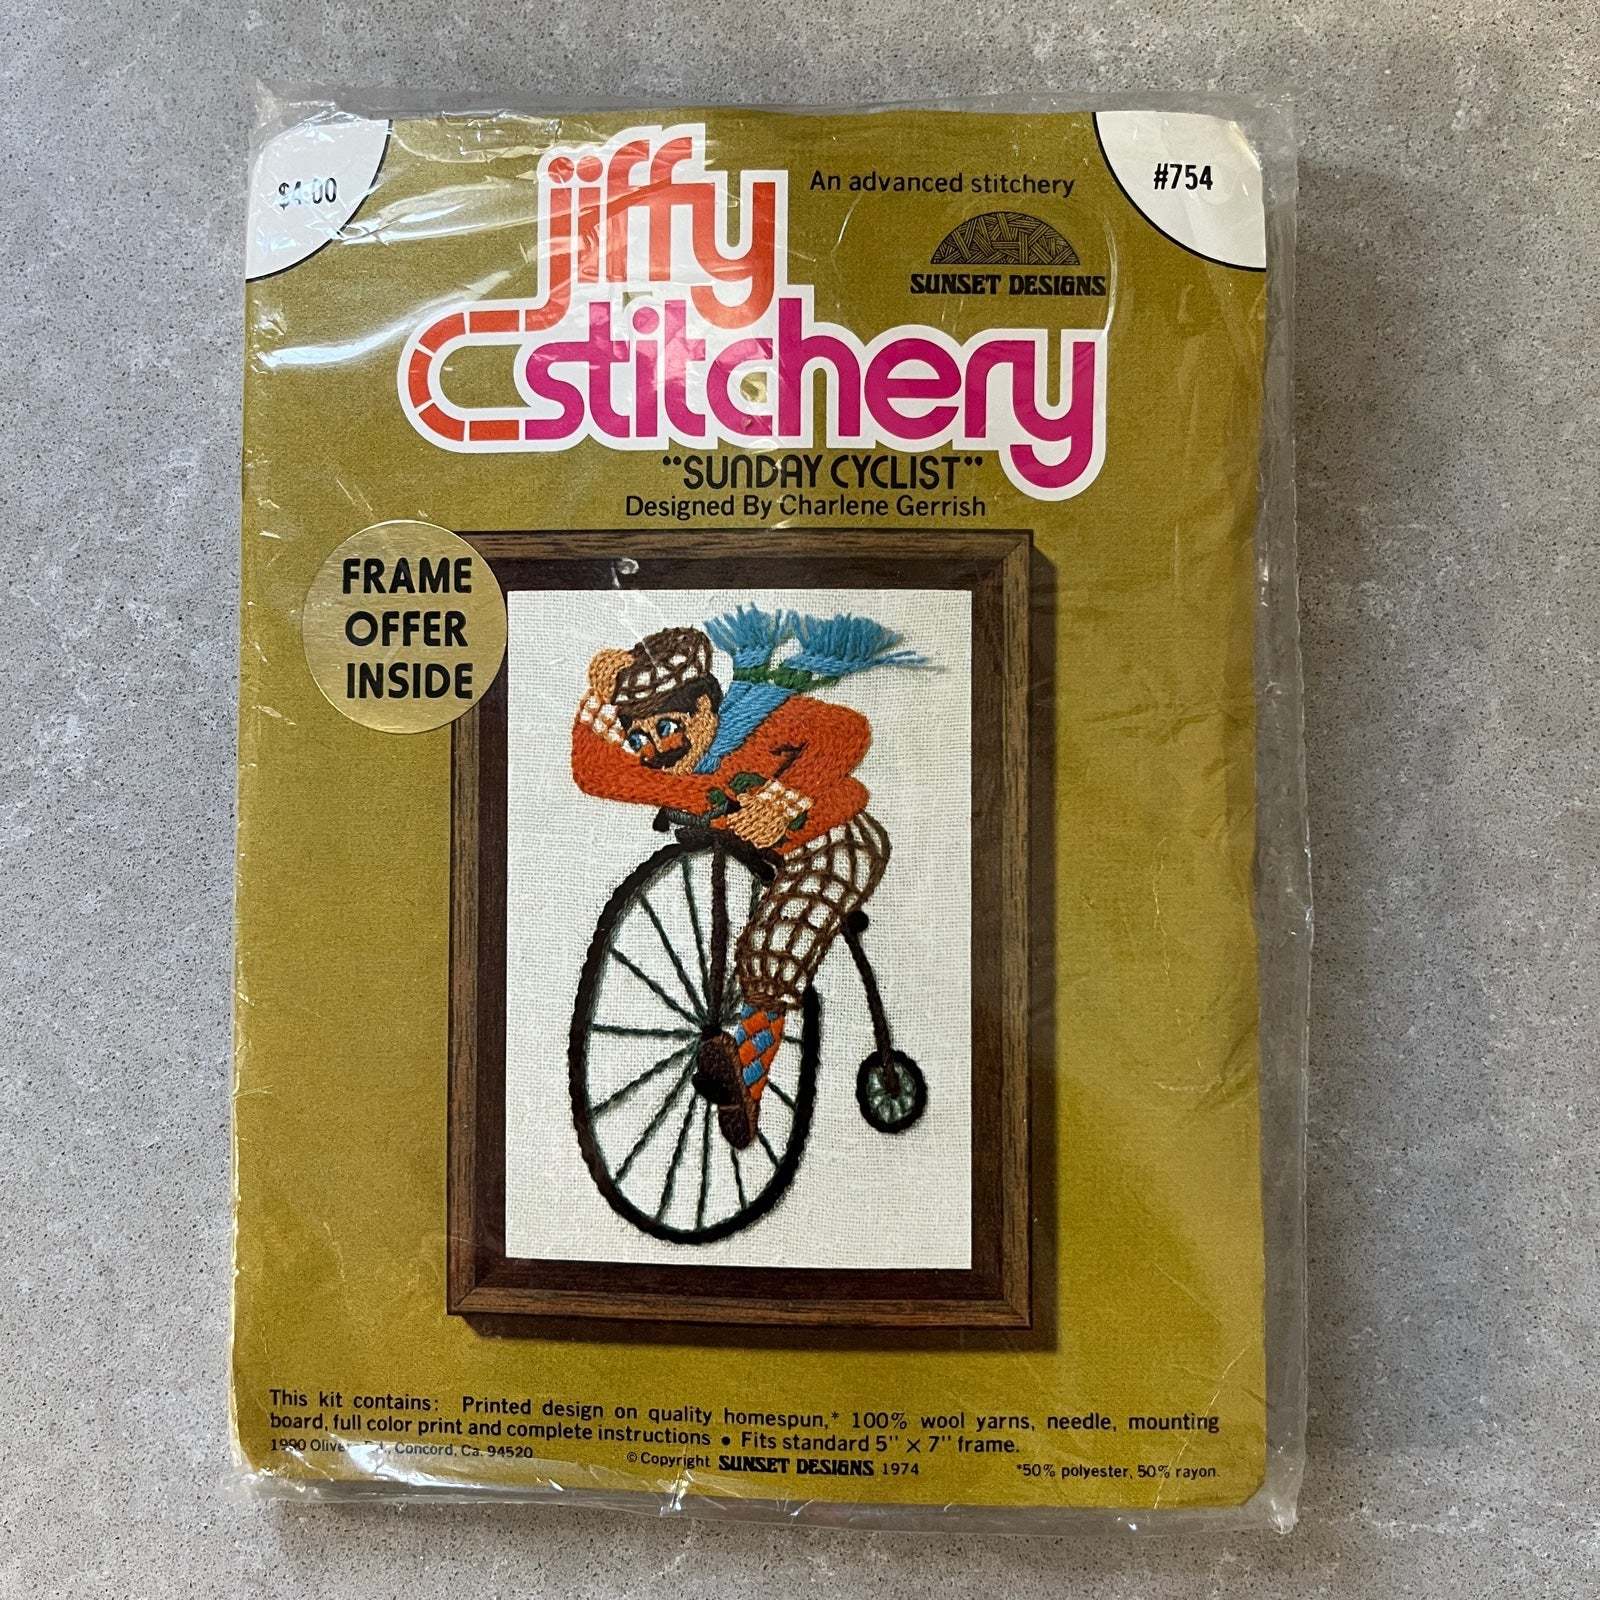 $4.00
#754
An advanced stitchery
jiffy
stitchery
SUNSET DESIGNS
"SUNDAY CYCLIST"
Designed By Charlene Gerrish
FRAME
OFFER
INSIDE
This kit contains: Printed design on quality homespun,* 100% wool yarns, needle, mounting
board, full color print and complete instructions • Fits standard 5" × 7" frame.
1990 Olivera Concord, Ca. 94520
© Copyright SUNSET DESIGNS 1974
*50% polyester, 50% rayon.